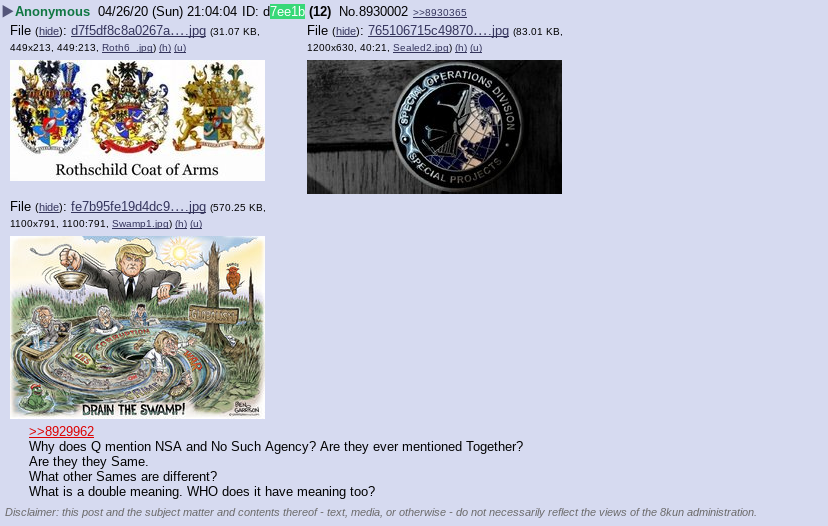 ▶Anonymous 04/26/20 (Sun) 21:04:04 ID: d7ee1b (12) No.8930002 >>8930365
File (hide): d7f5df8c8a0267a….jpg (31.07 KB,
449x213, 449:213, Roth6_.jpg) (h) (u)
Rothschild Coat of Arms
File (hide): 765106715c49870….jpg (83.01 KB,
1200x630, 40:21, Sealed2.jpg) (h) (u)
SPECIAL OPERATIONS DIVISION
SPECIAL PROJECTS
File (hide): fe7b95fe19d4dc9….jpg (570.25 KB,
1100x791, 1100:791, Swamp1.jpg) (h) (u)
CORRUPTION
LIES
DRAIN THE SWAMP!
BEN GARRISON
>>8929962
Why does Q mention NSA and No Such Agency? Are they ever mentioned Together?
Are they they Same.
What other Sames are different?
What is a double meaning. WHO does it have meaning too?
Disclaimer: this post and the subject matter and contents thereof - text, media, or otherwise - do not necessarily reflect the views of the 8kun administration.